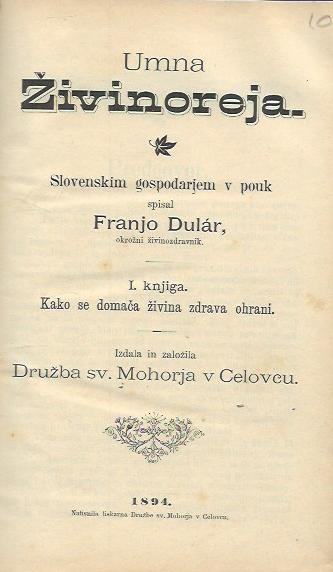 10
Umna
Živinoreja.
Slovenskim gospodarjem v pouk
spisal
Franjo Dulár,
okrožni živinozdravnik.
I. knjiga.
Kako se domača živina zdrava ohrani.
Izdala in založila
Družba sv. Mohorja v Celovcu.
1894.
Natisnila tiskarna Družbe sv. Mohorja v Celovcu.